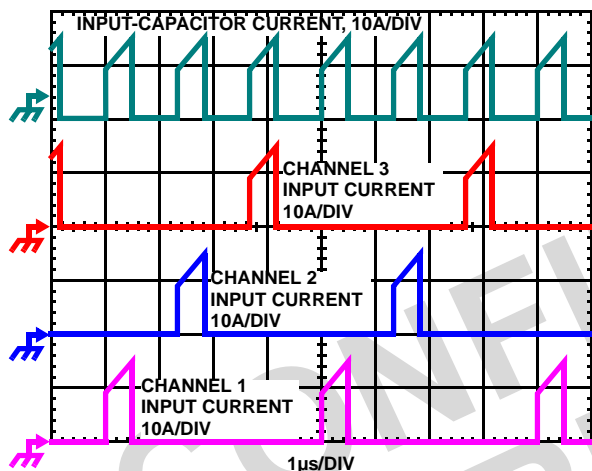 INPUT-CAPACITOR CURRENT, 10A/DIV
CHANNEL 3
INPUT CURRENT
10A/DIV
CHANNEL 2
INPUT CURRENT
10A/DIV
CHANNEL 1
INPUT CURRENT
10A/DIV
1µs/DIV